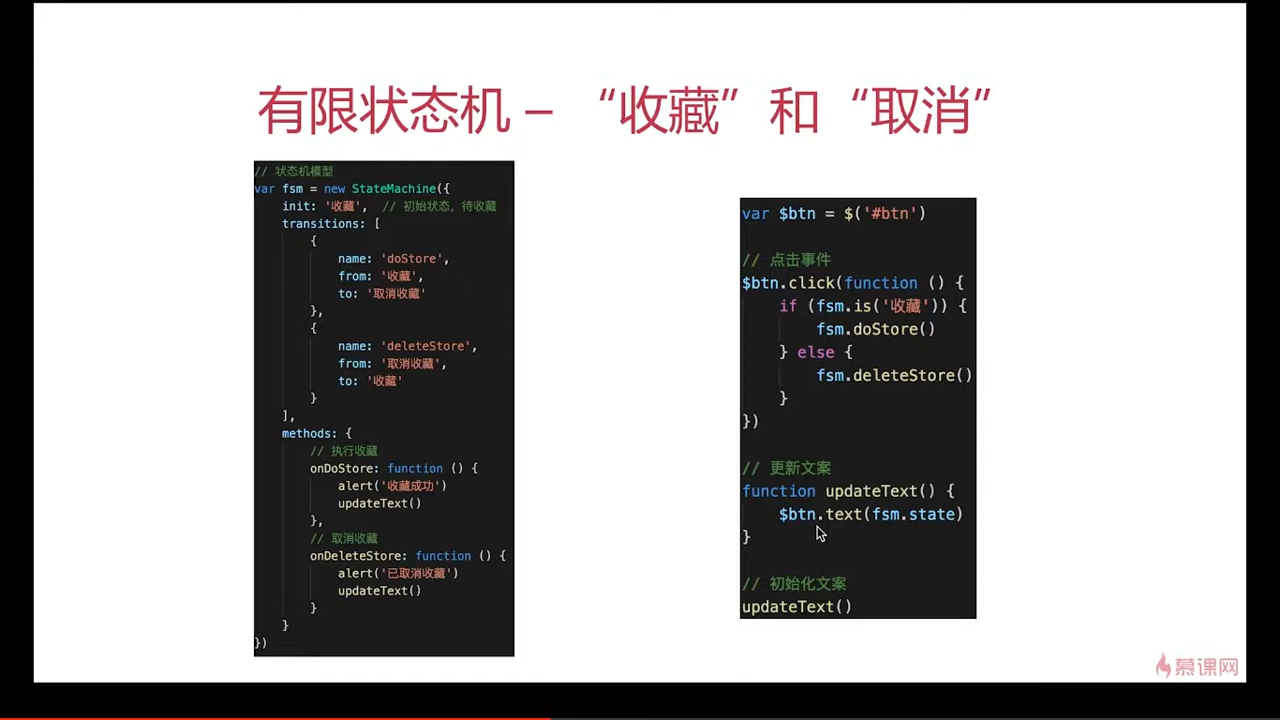 有限状态机 – “收藏”和“取消”
// 状态机模型
var fsm = new StateMachine({
    init: '收藏',  // 初始状态，待收藏
    transitions: [
        {
            name: 'doStore',
            from: '收藏',
            to: '取消收藏'
        },
        {
            name: 'deleteStore',
            from: '取消收藏',
            to: '收藏'
        }
    ],
    methods: {
        // 执行收藏
        onDoStore: function () {
            alert('收藏成功')
            updateText()
        },
        // 取消收藏
        onDeleteStore: function () {
            alert('已取消收藏')
            updateText()
        }
    }
})
var $btn = $('#btn')
// 点击事件
$btn.click(function () {
    if (fsm.is('收藏')) {
        fsm.doStore()
    } else {
        fsm.deleteStore()
    }
})
// 更新文案
function updateText() {
    $btn.text(fsm.state)
}
// 初始化文案
updateText()
慕课网